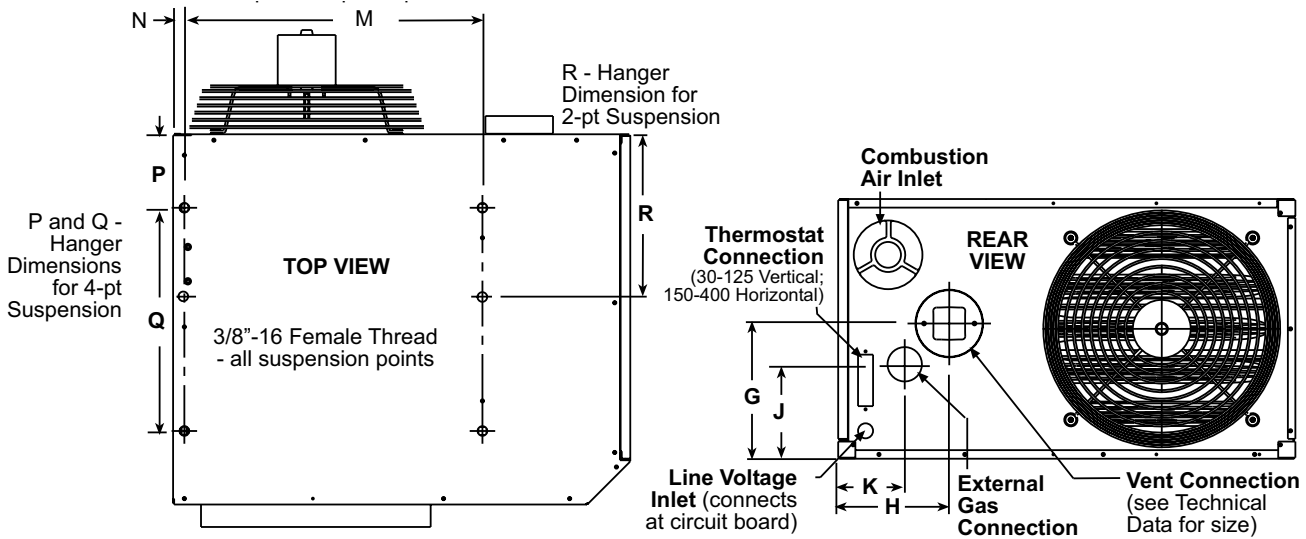 N
M
R - Hanger
Dimension for
2-pt Suspension
P
P and Q -
Hanger
Dimensions
for 4-pt
Suspension
Q
TOP VIEW
3/8"-16 Female Thread
- all suspension points
R
Combustion
Air Inlet
Thermostat
Connection
(30-125 Vertical;
150-400 Horizontal)
REAR
VIEW
G
J
K
H
Line Voltage
Inlet (connects
at circuit board)
External
Gas
Connection
Vent Connection
(see Technical
Data for size)